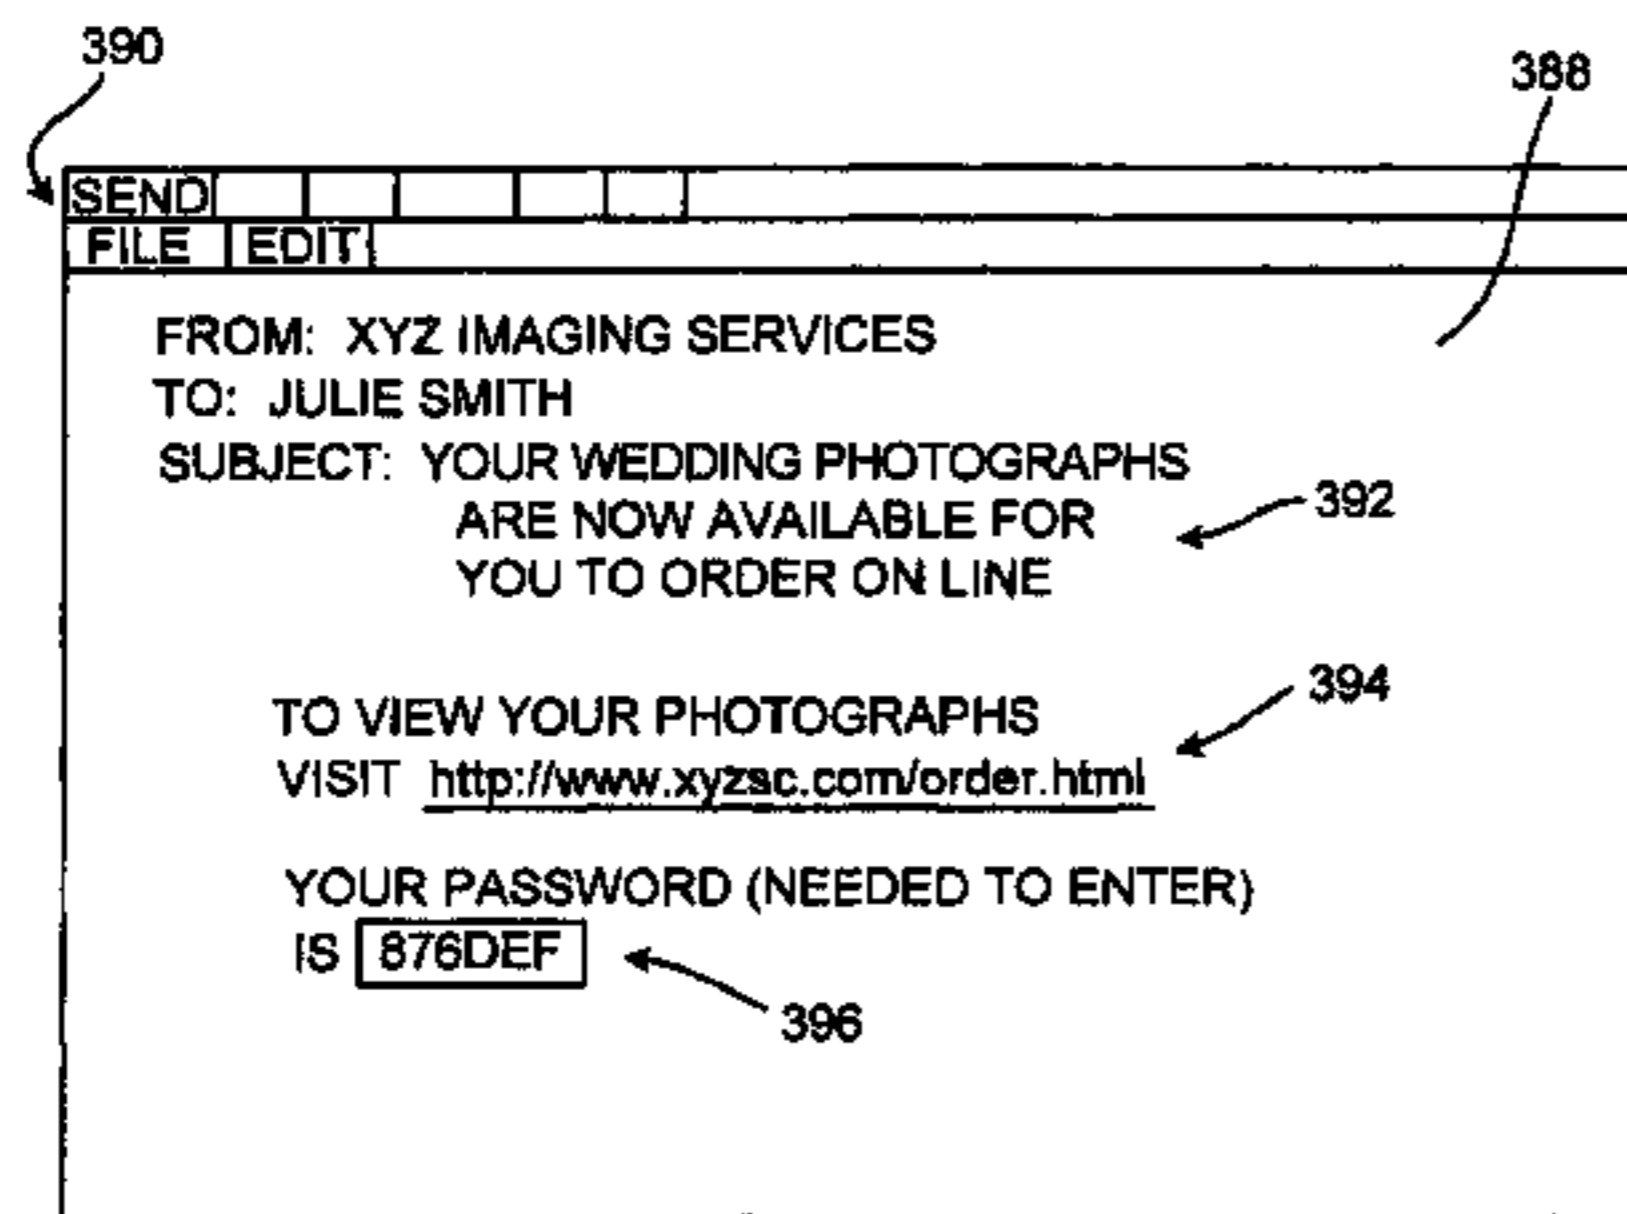 390
388
SEND
FILE EDIT
FROM: XYZ IMAGING SERVICES
TO: JULIE SMITH
SUBJECT: YOUR WEDDING PHOTOGRAPHS
ARE NOW AVAILABLE FOR
392
YOU TO ORDER ON LINE
394
TO VIEW YOUR PHOTOGRAPHS
VISIT http://www.xyzsc.com/order.html
YOUR PASSWORD (NEEDED TO ENTER)
IS 876DEF
396